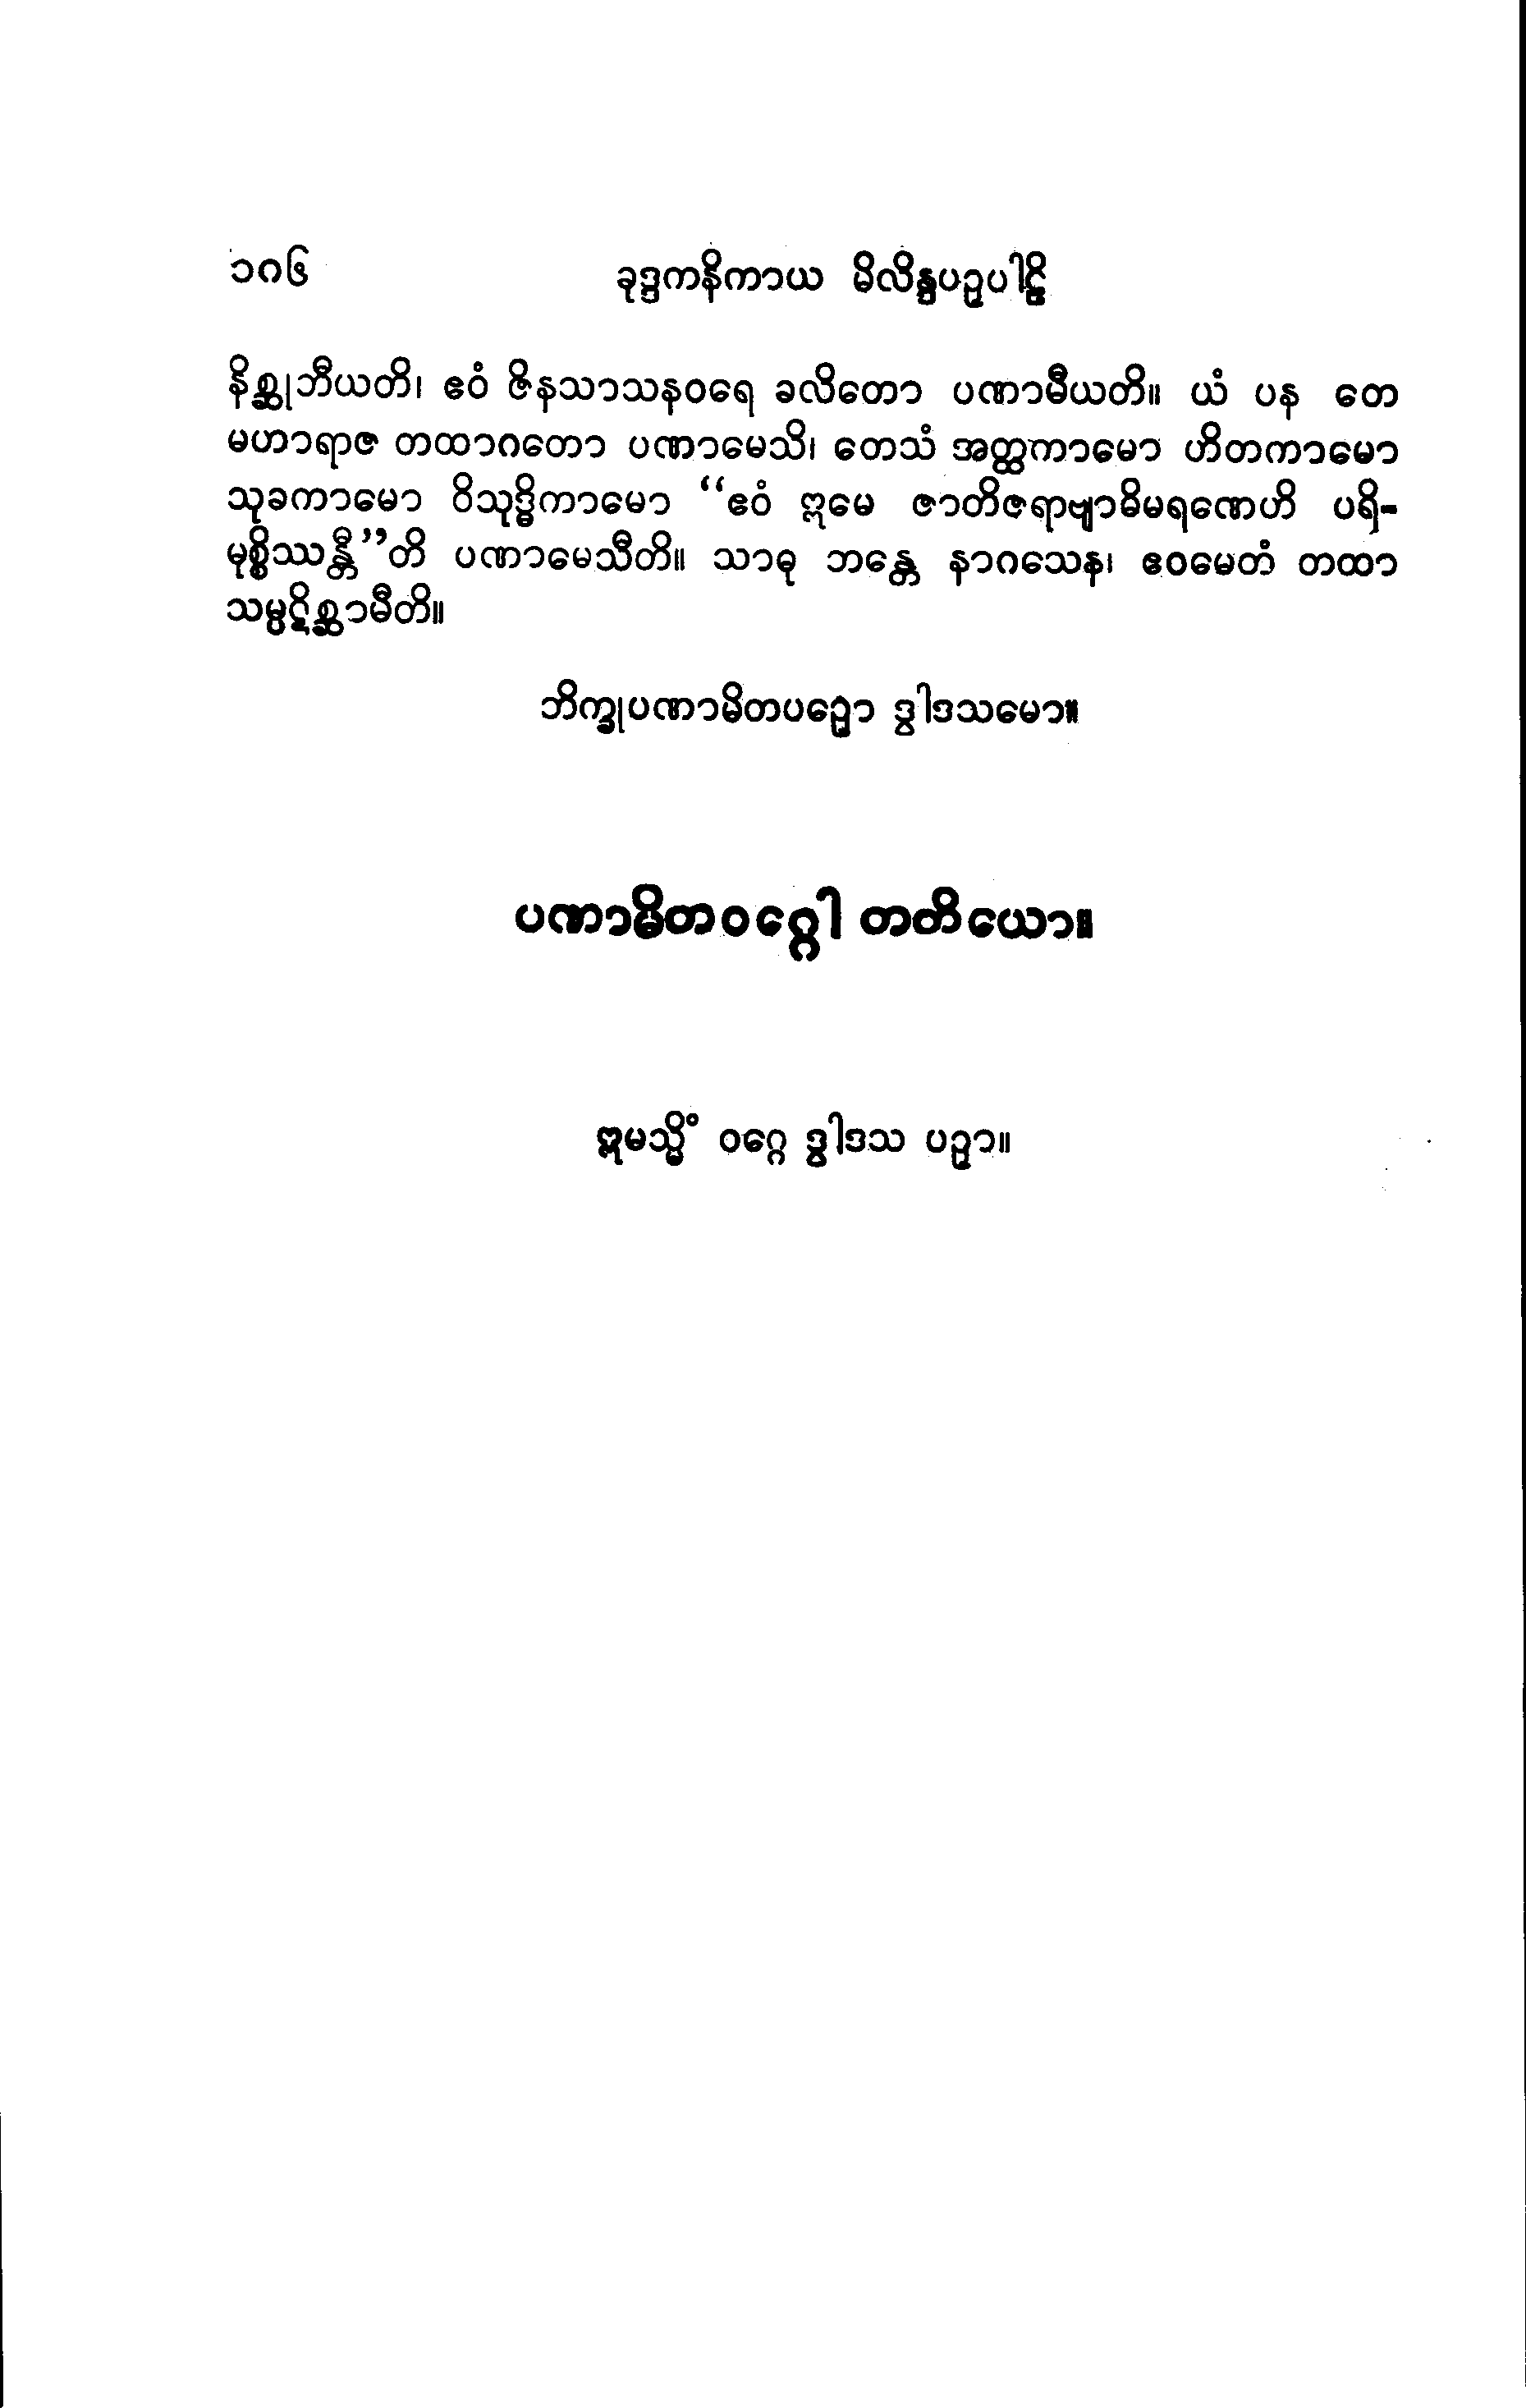 ၁၈၆ ခုဒ္ဒကနိကာယ မိလိန္ဒပဉှပါဠိ
နိစ္ဆုဘီယတိ၊ ဧဝံ ဇိနသာသနဝရေ ခလိတော ပဏာမီယတိ။ ယံ ပန တေ
မဟာရာဇ တထာဂတော ပဏာမေသိ၊ တေသံ အတ္ထကာမော ဟိတကာမော
သုခကာမော ဝိသုဒ္ဓိကာမော “ဧဝံ ဣမေ ဇာတိဇရာဗျာဓိမရဏေဟိ ပရိ-
မုစ္စိဿန္တီ”တိ ပဏာမေသီတိ။ သာဓု ဘန္တေ နာဂသေန၊ ဧဝမေတံ တထာ
သမ္ပဋိစ္ဆာမီတိ။
ဘိက္ခုပဏာမိတပဉှော ဒွါဒသမော။
ပဏာမိတဝဂ္ဂေါ တတိယော။
ဣမသ္မိံ ဝဂ္ဂေ ဒွါဒသ ပဉှာ။